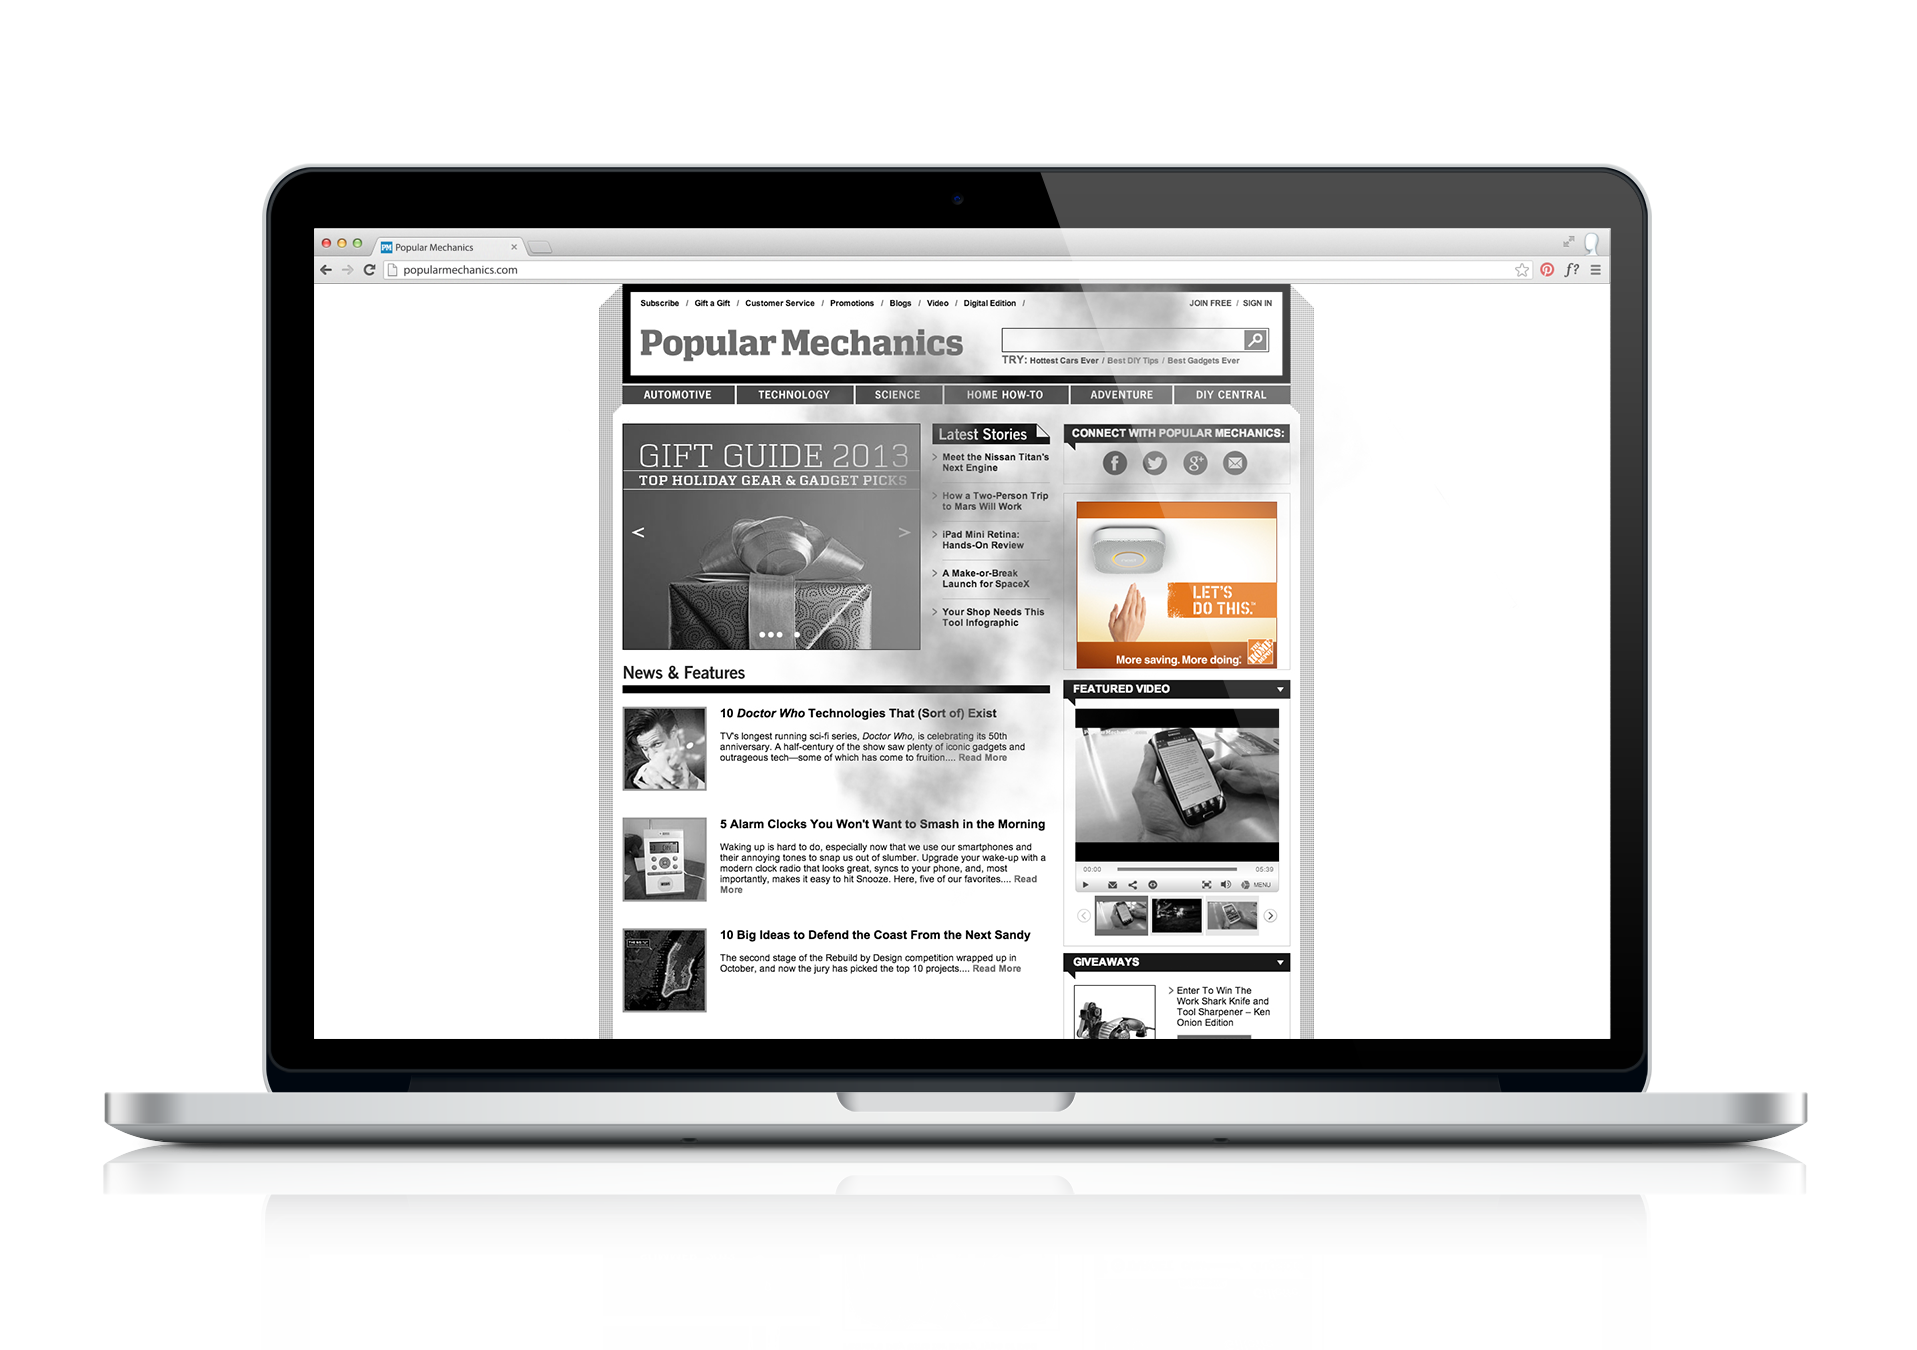 PM Popular Mechanics
popularmechanics.com
f?
Subscribe / Gift a Gift / Customer Service / Promotions / Blogs / Video / Digital Edition /
JOIN FREE / SIGN IN
Popular Mechanics
TRY: Hottest Cars Ever / Best DIY Tips / Best Gadgets Ever
AUTOMOTIVE TECHNOLOGY SCIENCE HOME HOW-TO ADVENTURE DIY CENTRAL
GIFT GUIDE 2013
TOP HOLIDAY GEAR & GADGET PICKS
Latest Stories
Meet the Nissan Titan's
Next Engine
How a Two-Person Trip
to Mars Will Work
iPad Mini Retina:
Hands-On Review
A Make-or-Break
Launch for SpaceX
Your Shop Needs This
Tool Infographic
CONNECT WITH POPULAR MECHANICS:
LET'S
DO THIS.™
More saving. More doing.
THE HOME DEPOT
News & Features
10 Doctor Who Technologies That (Sort of) Exist
TV's longest running sci-fi series, Doctor Who, is celebrating its 50th
anniversary. A half-century of the show saw plenty of iconic gadgets and
outrageous tech—some of which has come to fruition.... Read More
5 Alarm Clocks You Won't Want to Smash in the Morning
Waking up is hard to do, especially now that we use our smartphones and
their annoying tones to snap us out of slumber. Upgrade your wake-up with a
modern clock radio that looks great, syncs to your phone, and, most
importantly, makes it easy to hit Snooze. Here, five of our favorites.... Read
More
10 Big Ideas to Defend the Coast From the Next Sandy
The second stage of the Rebuild by Design competition wrapped up in
October, and now the jury has picked the top 10 projects.... Read More
FEATURED VIDEO
00:00 05:39
MENU
GIVEAWAYS
Enter To Win The
Work Shark Knife and
Tool Sharpener – Ken
Onion Edition